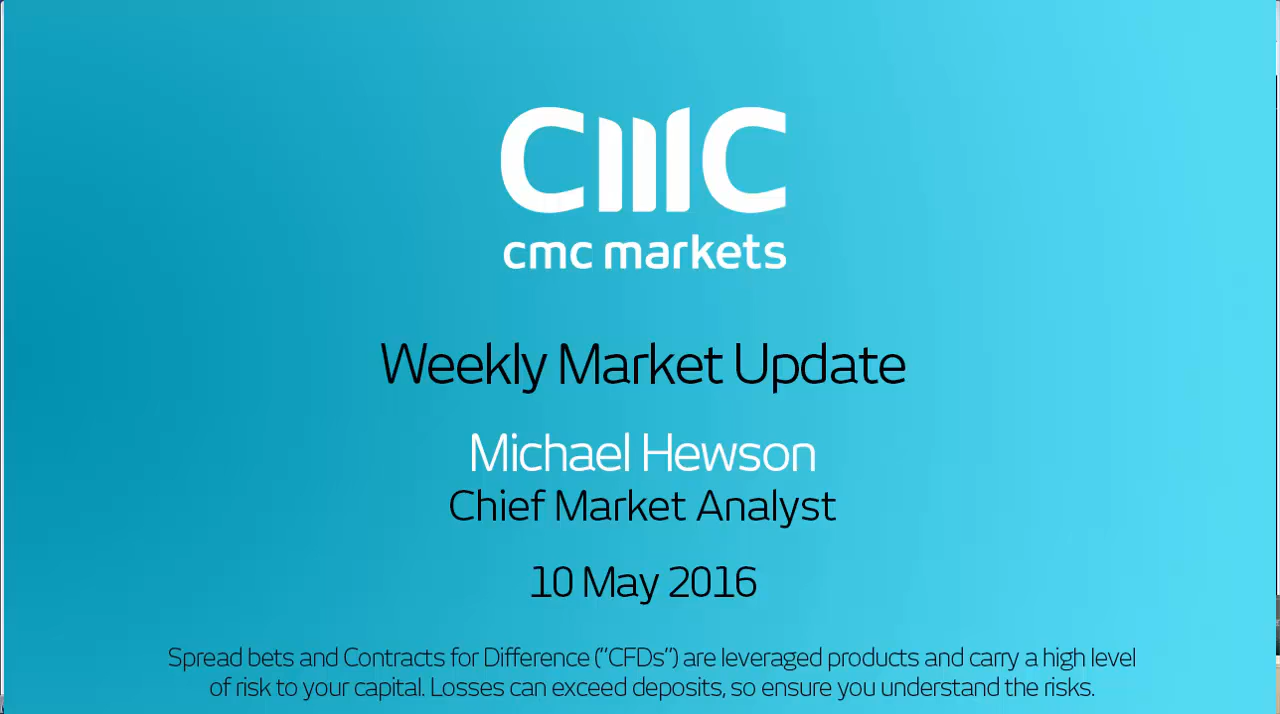 CMC
cmc markets
Weekly Market Update
Michael Hewson
Chief Market Analyst
10 May 2016
Spread bets and Contracts for Difference (“CFDs”) are leveraged products and carry a high level
of risk to your capital. Losses can exceed deposits, so ensure you understand the risks.